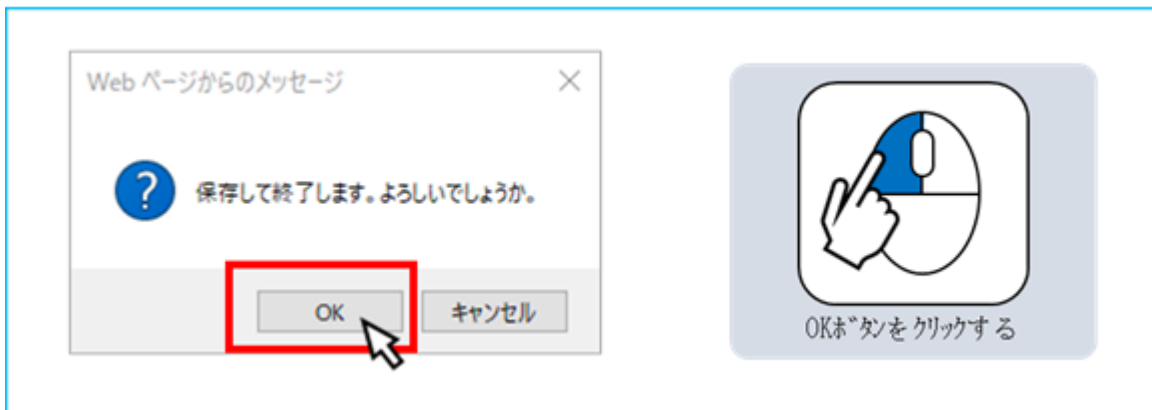 Web ページからのメッセージ
?
保存して終了します。よろしいでしょうか。
OK
キャンセル
OKボタンをクリックする